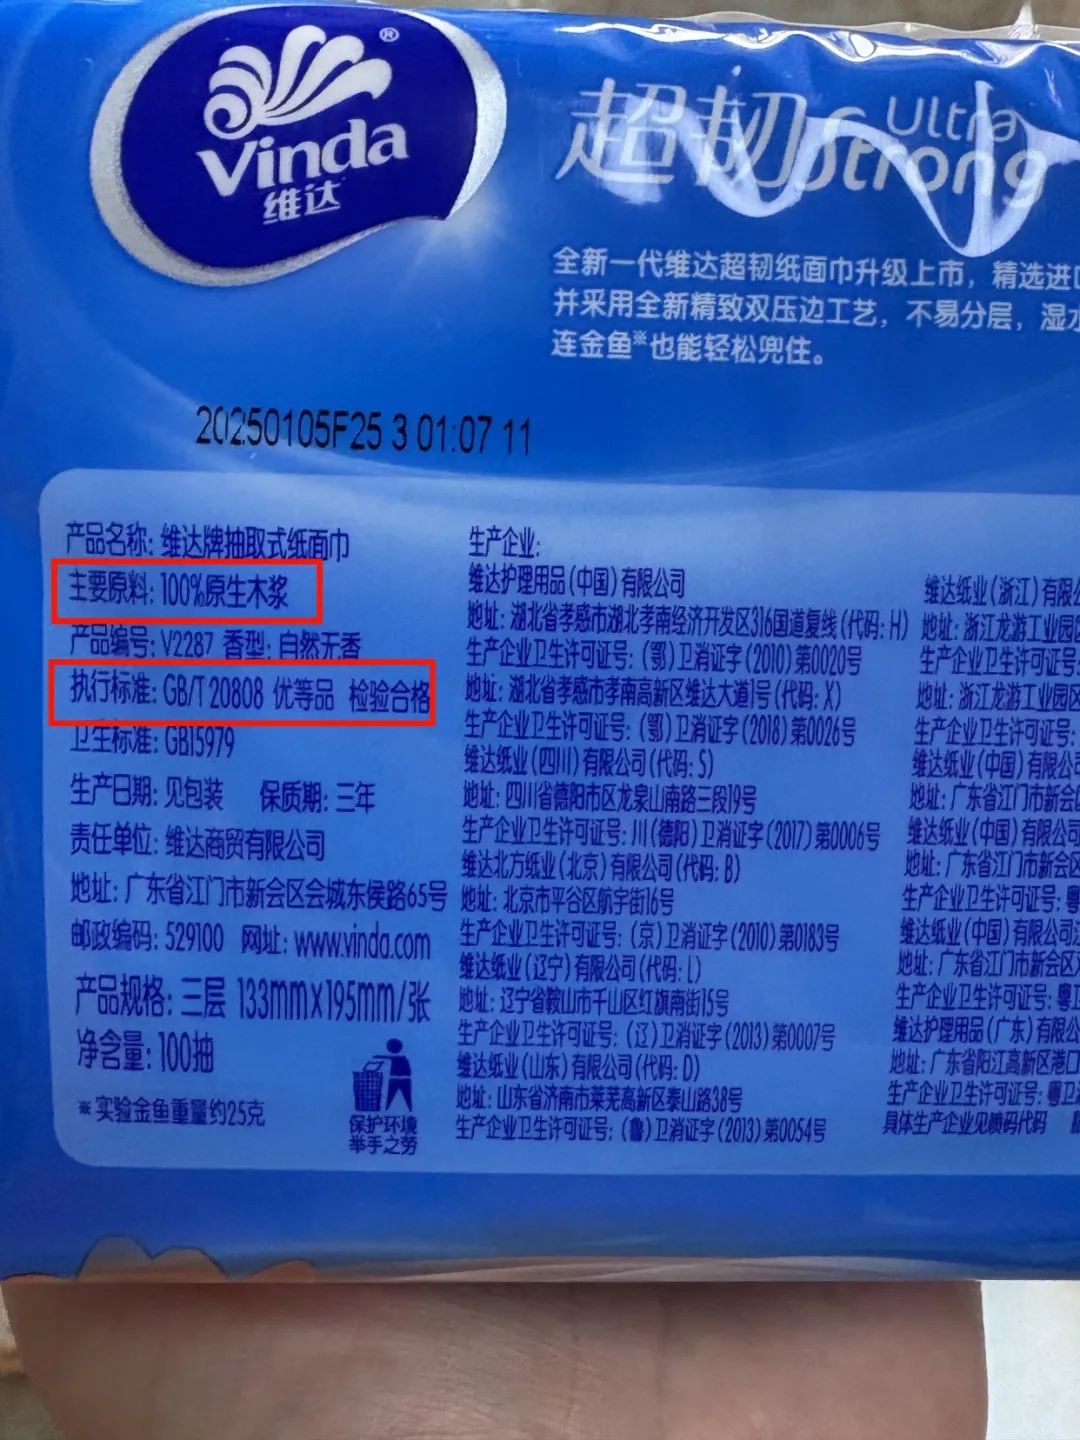 Vinda®
维达
超韧 Ultra Strong
全新一代维达超韧纸面巾升级上市，精选进口
并采用全新精致双压边工艺，不易分层，湿水
连金鱼※也能轻松兜住。
20250105F25 3 01:07 11
产品名称: 维达牌抽取式纸面巾
主要原料: 100%原生木浆
产品编号: V2287 香型: 自然无香
执行标准: GB/T 20808 优等品 检验合格
卫生标准: GB15979
生产日期: 见包装 保质期: 三年
责任单位: 维达商贸有限公司
地址: 广东省江门市新会区会城东侯路65号
邮政编码: 529100 网址: www.vinda.com
产品规格: 三层 133mmx195mm/张
净含量: 100抽
※实验金鱼重量约25克
保护环境
举手之劳
生产企业:
维达护理用品(中国)有限公司
地址: 湖北省孝感市湖北孝南经济开发区316国道复线(代码: H)
生产企业卫生许可证号: (鄂)卫消证字(2010)第0020号
地址: 湖北省孝感市孝南高新区维达大道1号(代码: X)
生产企业卫生许可证号: (鄂)卫消证字(2018)第0026号
维达纸业(四川)有限公司(代码: S)
地址: 四川省德阳市区龙泉山南路三段19号
生产企业卫生许可证号: 川(德阳)卫消证字(2017)第0006号
维达北方纸业(北京)有限公司(代码: B)
地址: 北京市平谷区航宇街16号
生产企业卫生许可证号: (京)卫消证字(2010)第0183号
维达纸业(辽宁)有限公司(代码: L)
地址: 辽宁省鞍山市千山区红旗南街15号
生产企业卫生许可证号: (辽)卫消证字(2013)第0007号
维达纸业(山东)有限公司(代码: D)
地址: 山东省济南市莱芜高新区泰山路38号
生产企业卫生许可证号: (鲁)卫消证字(2013)第0054号
维达纸业(浙江)有限公
地址: 浙江龙游工业园区
生产企业卫生许可证号:
地址: 浙江龙游工业园区
生产企业卫生许可证号:
维达纸业(中国)有限公司
地址: 广东省江门市新会
维达纸业(中国)有限公司
地址: 广东省江门市新会区
生产企业卫生许可证号: 粤
维达纸业(中国)有限公司
地址: 广东省江门市新会区
生产企业卫生许可证号: 粤卫
维达护理用品(广东)有限公
地址: 广东省阳江高新区港口
生产企业卫生许可证号: 粤卫
具体生产企业见喷码代码